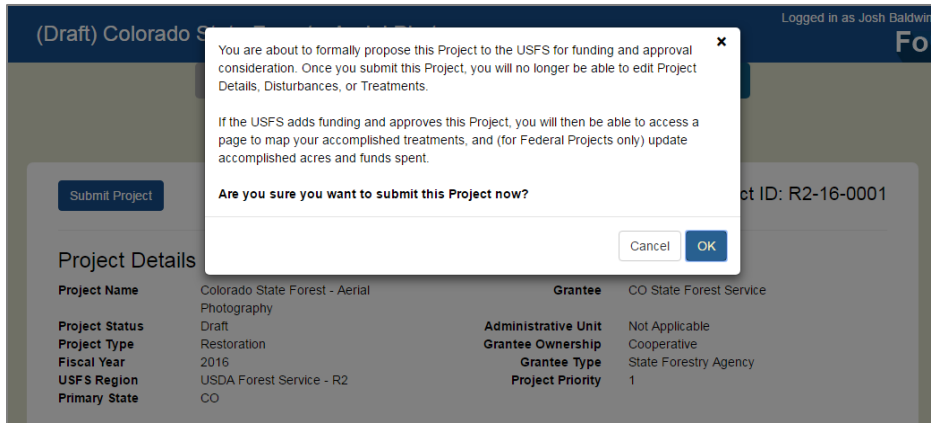 Logged in as Josh Baldwin
(Draft) Colorado S
Fo
You are about to formally propose this Project to the USFS for funding and approval
consideration. Once you submit this Project, you will no longer be able to edit Project
Details, Disturbances, or Treatments.
If the USFS adds funding and approves this Project, you will then be able to access a
page to map your accomplished treatments, and (for Federal Projects only) update
accomplished acres and funds spent.
Are you sure you want to submit this Project now?
Cancel OK
Submit Project
ct ID: R2-16-0001
Project Details
Project Name Colorado State Forest - Aerial Grantee CO State Forest Service
Photography
Project Status Draft Administrative Unit Not Applicable
Project Type Restoration Grantee Ownership Cooperative
Fiscal Year 2016 Grantee Type State Forestry Agency
USFS Region USDA Forest Service - R2 Project Priority 1
Primary State CO